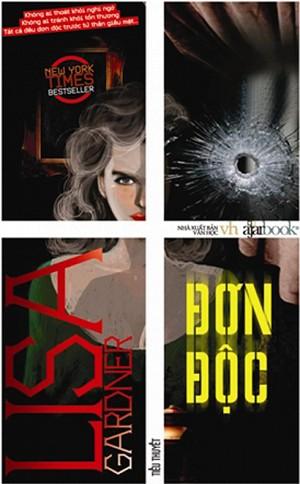 Không ai thoát khỏi nghi ngờ
Không ai tránh khỏi tổn thương
Tất cả đều đơn độc trước tử thần giấu mặt...
NEW YORK
TIMES
BESTSELLER
NHÀ XUẤT BẢN
VĂN HỌC
vh alphabook
LISA
GARDNER
TIỂU THUYẾT
ĐƠN
ĐỘC